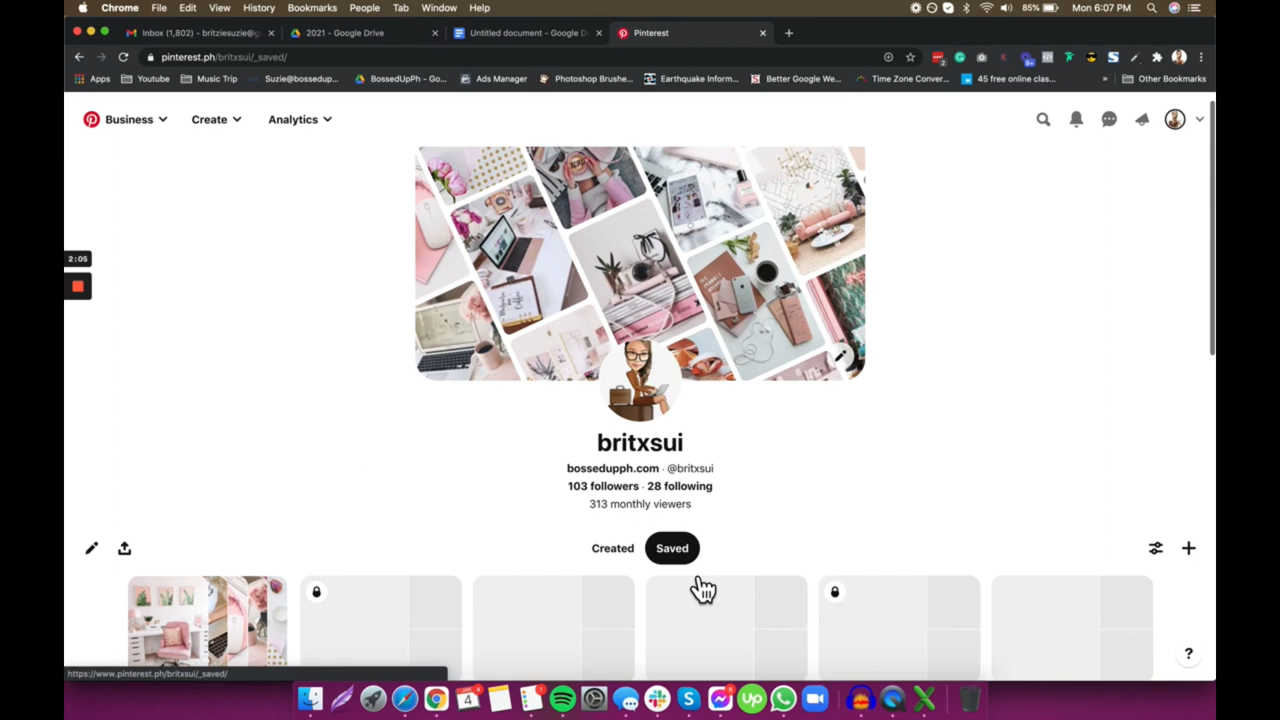 Chrome File Edit View History Bookmarks People Tab Window Help 85% Mon 6:07 PM
Inbox (1,802) - britziesuzie@g 2021 - Google Drive Untitled document - Google D Pinterest
pinterest.ph/britxsui/_saved/
Apps Youtube Music Trip Suzie@bossedup... BossedUpPh - Go... Ads Manager Photoshop Brushe... Earthquake Inform... Better Google We... Time Zone Conver... 45 free online clas... » Other Bookmarks
Business Create Analytics
2:05
britxsui
bossedupph.com · @britxsui
103 followers · 28 following
313 monthly viewers
Created Saved
?
https://www.pinterest.ph/britxsui/_saved/